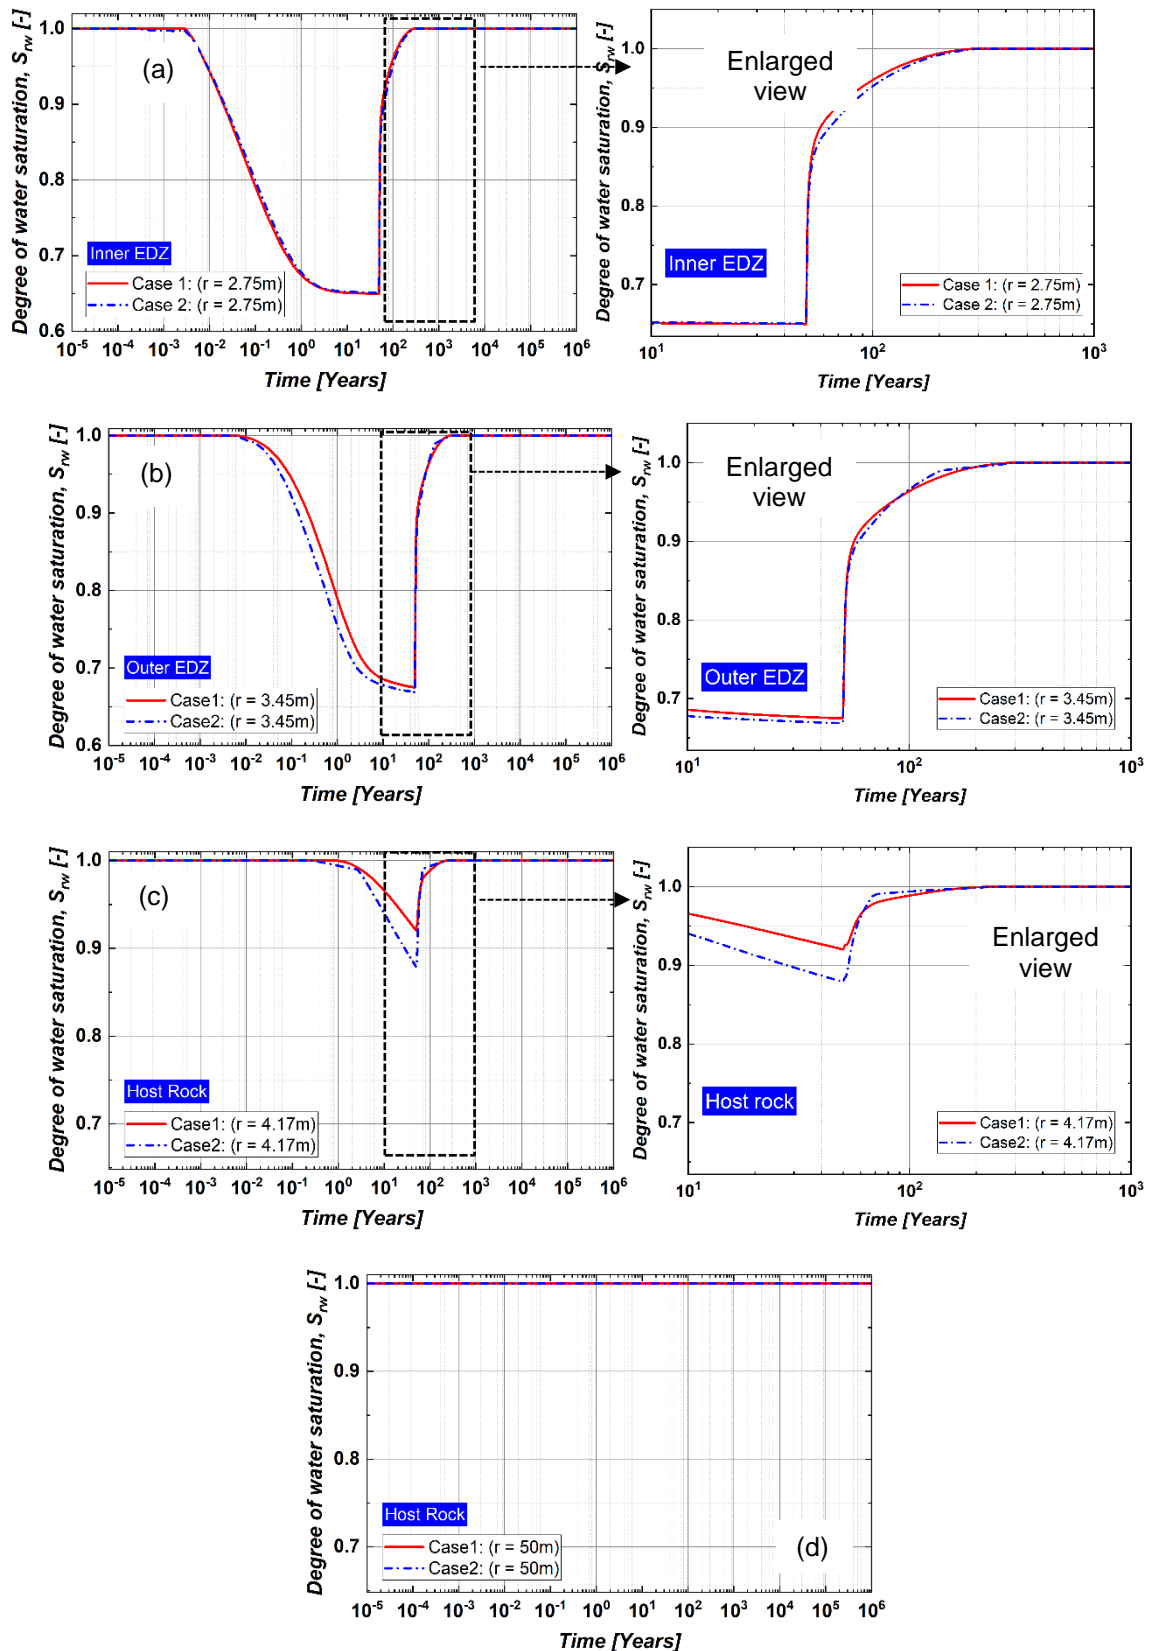 Degree of water saturation, Srw [-]
1.0
0.9
0.8
0.7
0.6
(a)
Inner EDZ
Case 1: (r = 2.75m)
Case 2: (r = 2.75m)
10-5 10-4 10-3 10-2 10-1 100 101 102 103 104 105 106
Time [Years]
Degree of water saturation, Srw [-]
1.0
0.9
0.8
0.7
Enlarged
view
Inner EDZ
Case 1: (r = 2.75m)
Case 2: (r = 2.75m)
101 102 103
Time [Years]
Degree of water saturation, Srw [-]
1.0
0.9
0.8
0.7
0.6
(b)
Outer EDZ
Case1: (r = 3.45m)
Case2: (r = 3.45m)
10-5 10-4 10-3 10-2 10-1 100 101 102 103 104 105 106
Time [Years]
Degree of water saturation, Srw [-]
1.0
0.9
0.8
0.7
Enlarged
view
Outer EDZ
Case1: (r = 3.45m)
Case2: (r = 3.45m)
101 102 103
Time [Years]
Degree of water saturation, Srw [-]
1.0
0.9
0.8
0.7
(c)
Host Rock
Case1: (r = 4.17m)
Case2: (r = 4.17m)
10-5 10-4 10-3 10-2 10-1 100 101 102 103 104 105 106
Time [Years]
Degree of water saturation, Srw [-]
1.0
0.9
0.8
0.7
Enlarged
view
Host rock
Case1: (r = 4.17m)
Case2: (r = 4.17m)
101 102 103
Time [Years]
Degree of water saturation, Srw [-]
1.0
0.9
0.8
0.7
Host Rock
Case1: (r = 50m)
Case2: (r = 50m)
(d)
10-5 10-4 10-3 10-2 10-1 100 101 102 103 104 105 106
Time [Years]